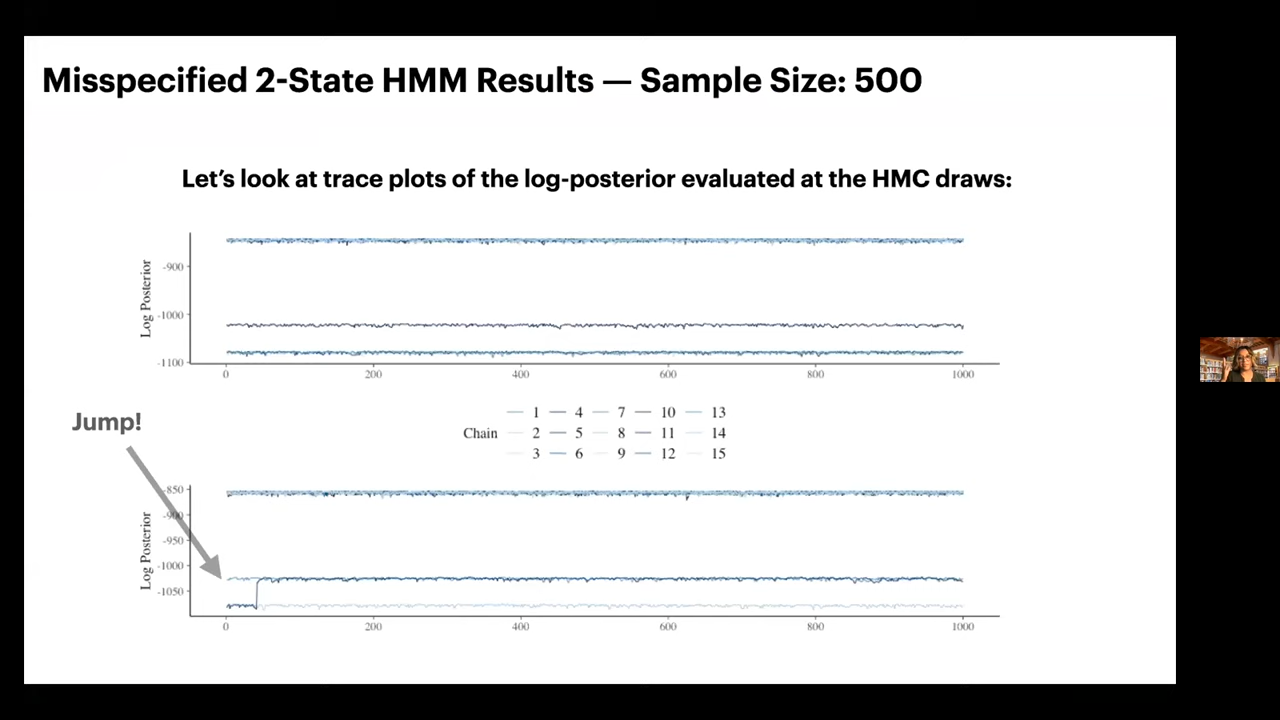 Misspecified 2-State HMM Results — Sample Size: 500
Let's look at trace plots of the log-posterior evaluated at the HMC draws:
Log Posterior
-900
-1000
-1100
0 200 400 600 800 1000
Jump!
Chain
1 4 7 10 13
2 5 8 11 14
3 6 9 12 15
Log Posterior
-850
-900
-950
-1000
-1050
0 200 400 600 800 1000